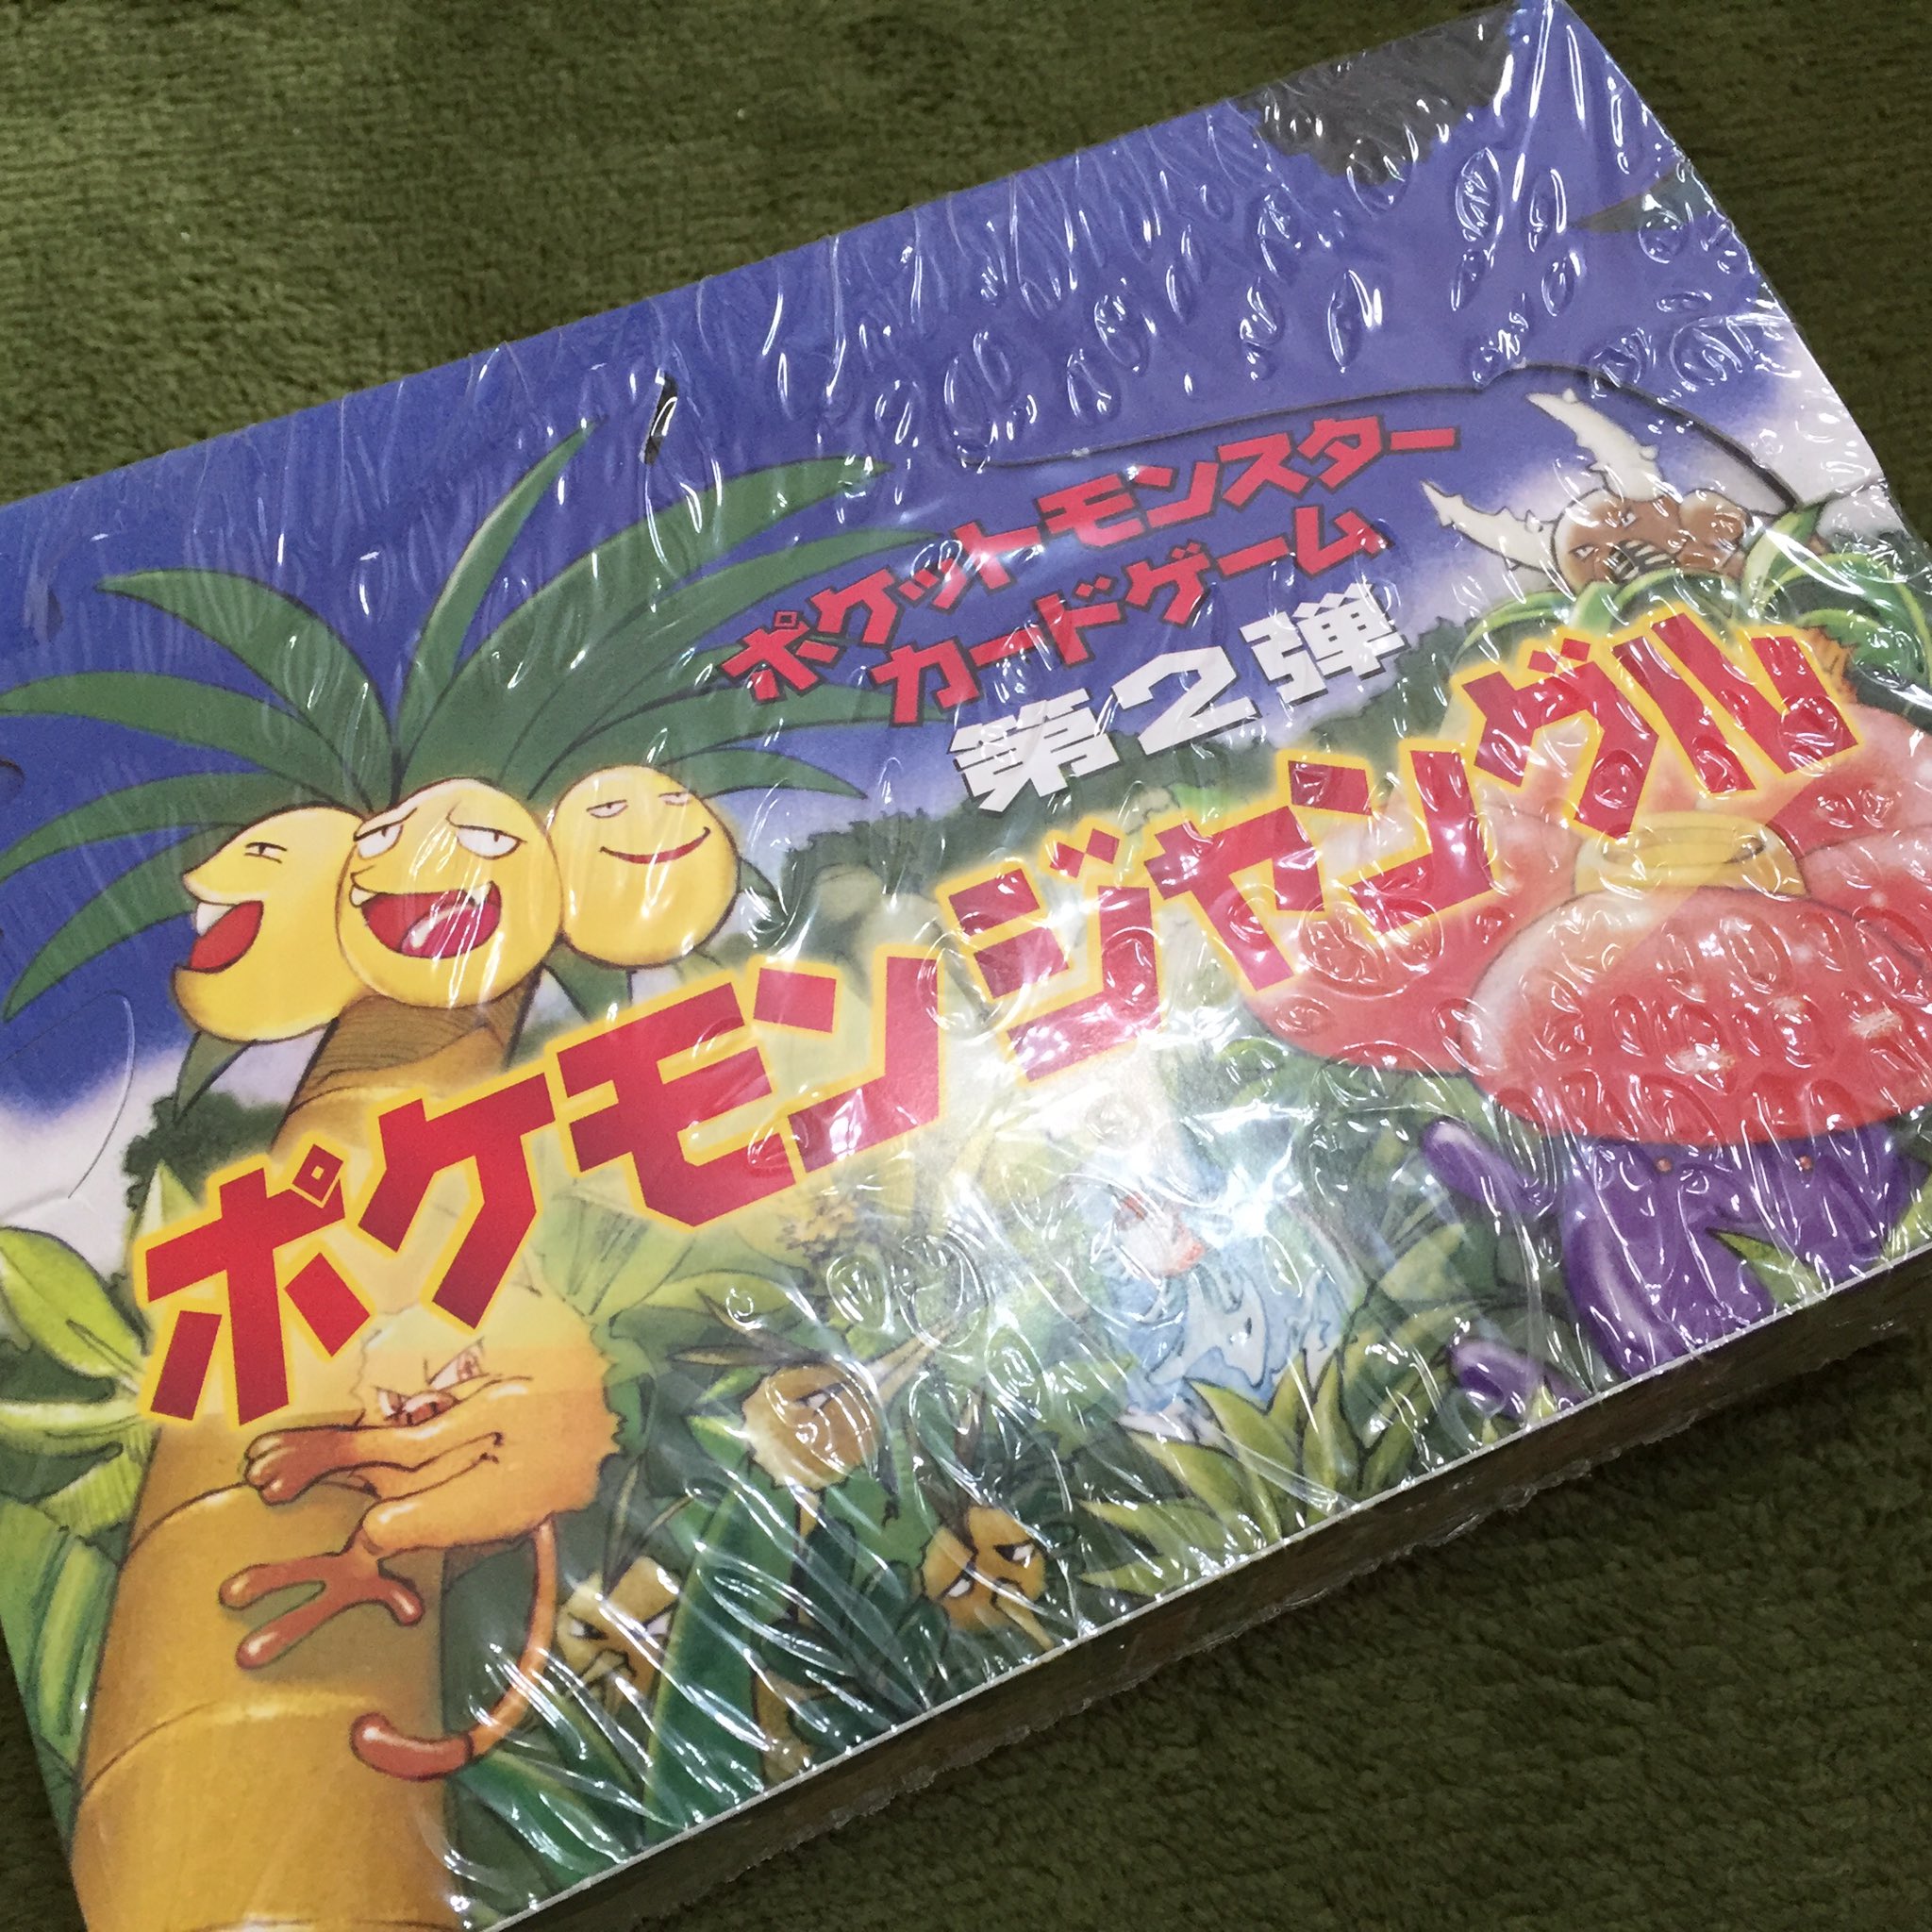 ポケットモンスター
カードゲーム
第2弾
ポケモンジャングル